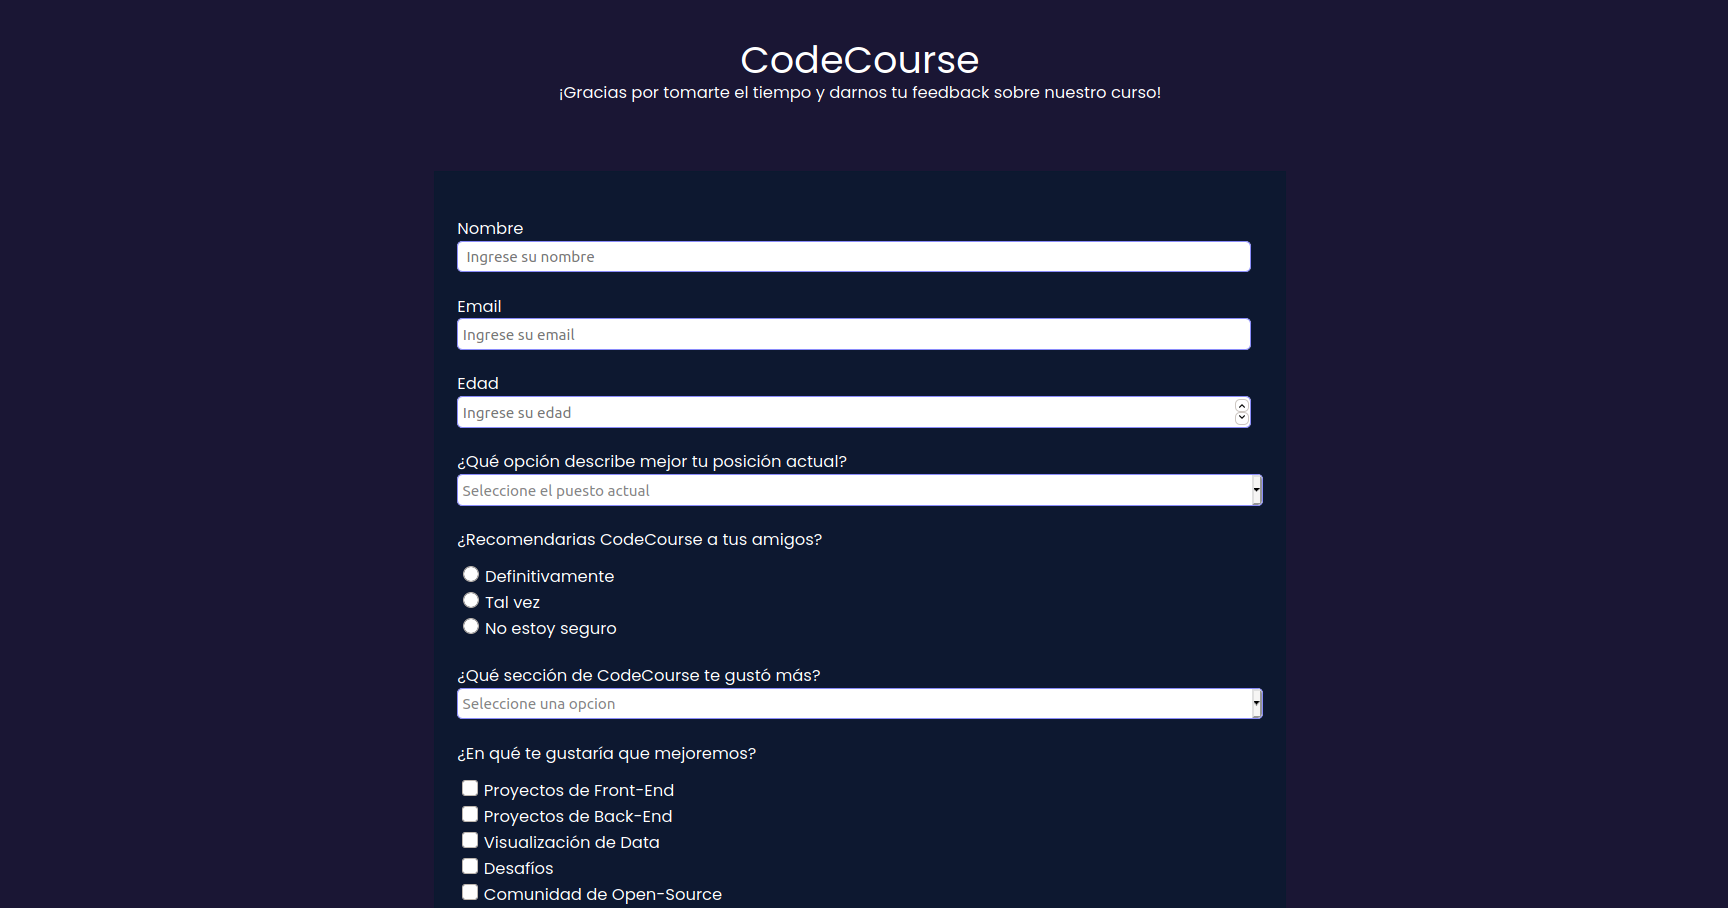 CodeCourse
¡Gracias por tomarte el tiempo y darnos tu feedback sobre nuestro curso!
Nombre
Ingrese su nombre
Email
Ingrese su email
Edad
Ingrese su edad
¿Qué opción describe mejor tu posición actual?
Seleccione el puesto actual
¿Recomendarias CodeCourse a tus amigos?
Definitivamente
Tal vez
No estoy seguro
¿Qué sección de CodeCourse te gustó más?
Seleccione una opcion
¿En qué te gustaría que mejoremos?
Proyectos de Front-End
Proyectos de Back-End
Visualización de Data
Desafíos
Comunidad de Open-Source